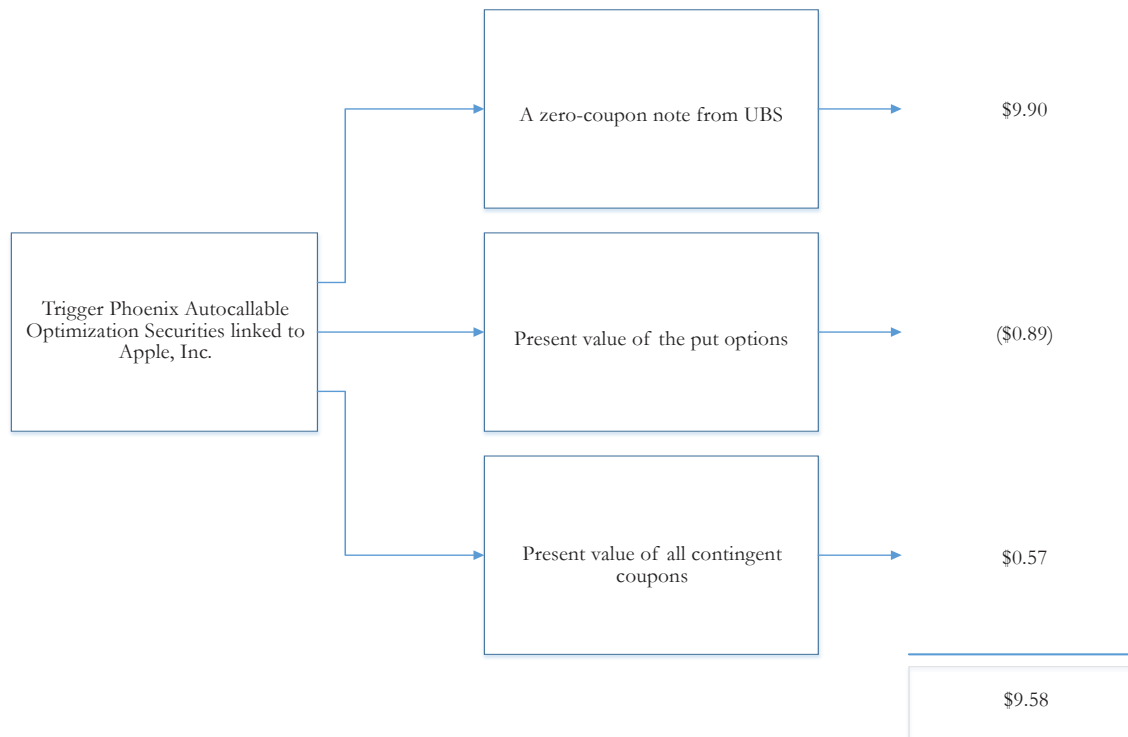 A zero-coupon note from UBS
$9.90
Trigger Phoenix Autocallable
Optimization Securities linked to
Apple, Inc.
Present value of the put options
($0.89)
Present value of all contingent
coupons
$0.57
$9.58